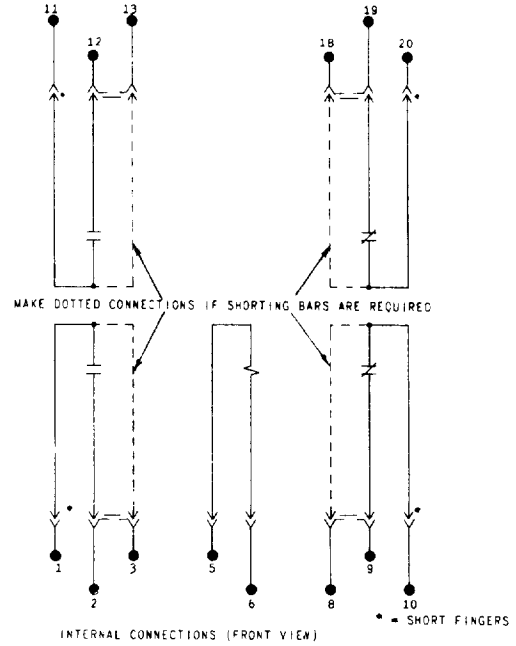 11 13 19
12 18 20
*
*
MAKE DOTTED CONNECTIONS IF SHORTING BARS ARE REQUIRED
*
*
1 3 5 9
2 6 8 10
* = SHORT FINGERS
INTERNAL CONNECTIONS (FRONT VIEW)